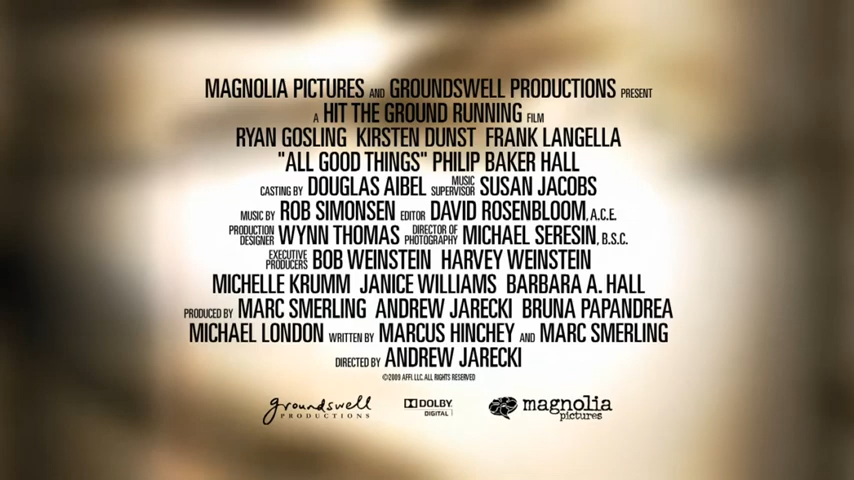 MAGNOLIA PICTURES AND GROUNDSWELL PRODUCTIONS PRESENT
A HIT THE GROUND RUNNING FILM
RYAN GOSLING KIRSTEN DUNST FRANK LANGELLA
"ALL GOOD THINGS" PHILIP BAKER HALL
CASTING BY DOUGLAS AIBEL MUSIC SUPERVISOR SUSAN JACOBS
MUSIC BY ROB SIMONSEN EDITOR DAVID ROSENBLOOM, A.C.E.
PRODUCTION DESIGNER WYNN THOMAS DIRECTOR OF PHOTOGRAPHY MICHAEL SERESIN, B.S.C.
EXECUTIVE PRODUCERS BOB WEINSTEIN HARVEY WEINSTEIN
MICHELLE KRUMM JANICE WILLIAMS BARBARA A. HALL
PRODUCED BY MARC SMERLING ANDREW JARECKI BRUNA PAPANDREA
MICHAEL LONDON WRITTEN BY MARCUS HINCHEY AND MARC SMERLING
DIRECTED BY ANDREW JARECKI
©2009 AFFI, LLC. ALL RIGHTS RESERVED
groundswell PRODUCTIONS DOLBY DIGITAL magnolia pictures